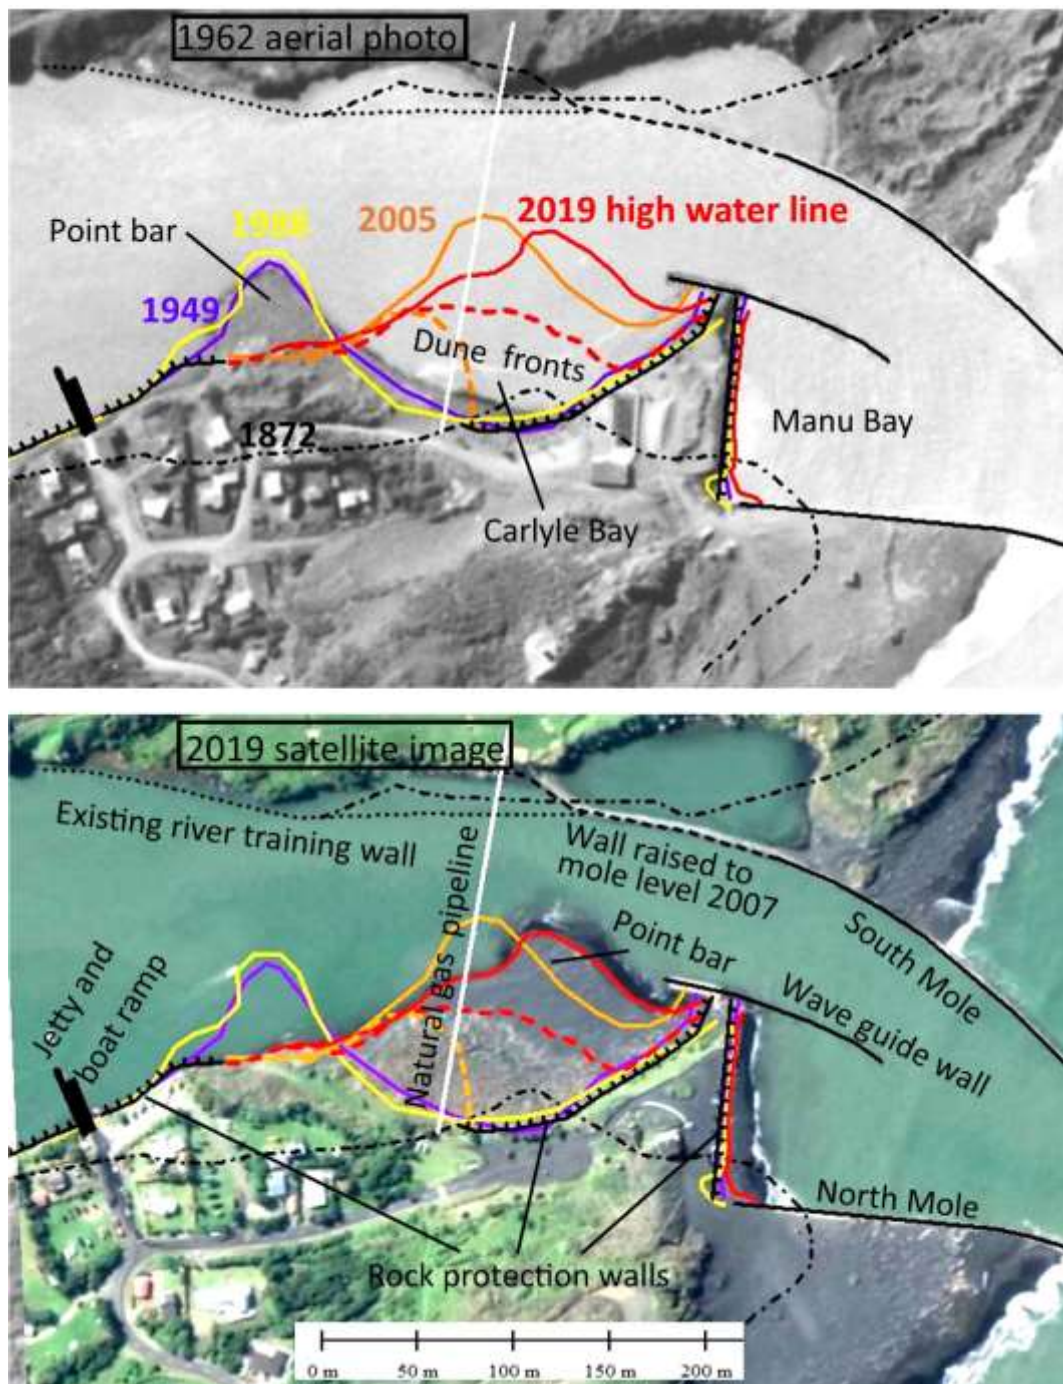 1962 aerial photo
Point bar
1988
2005
2019 high water line
1949
Dune fronts
1872
Manu Bay
Carlyle Bay
2019 satellite image
Existing river training wall
Natural gas pipeline
Wall raised to
mole level 2007
South Mole
Point bar
Wave guide wall
Jetty and
boat ramp
North Mole
Rock protection walls
0 m 50 m 100 m 150 m 200 m